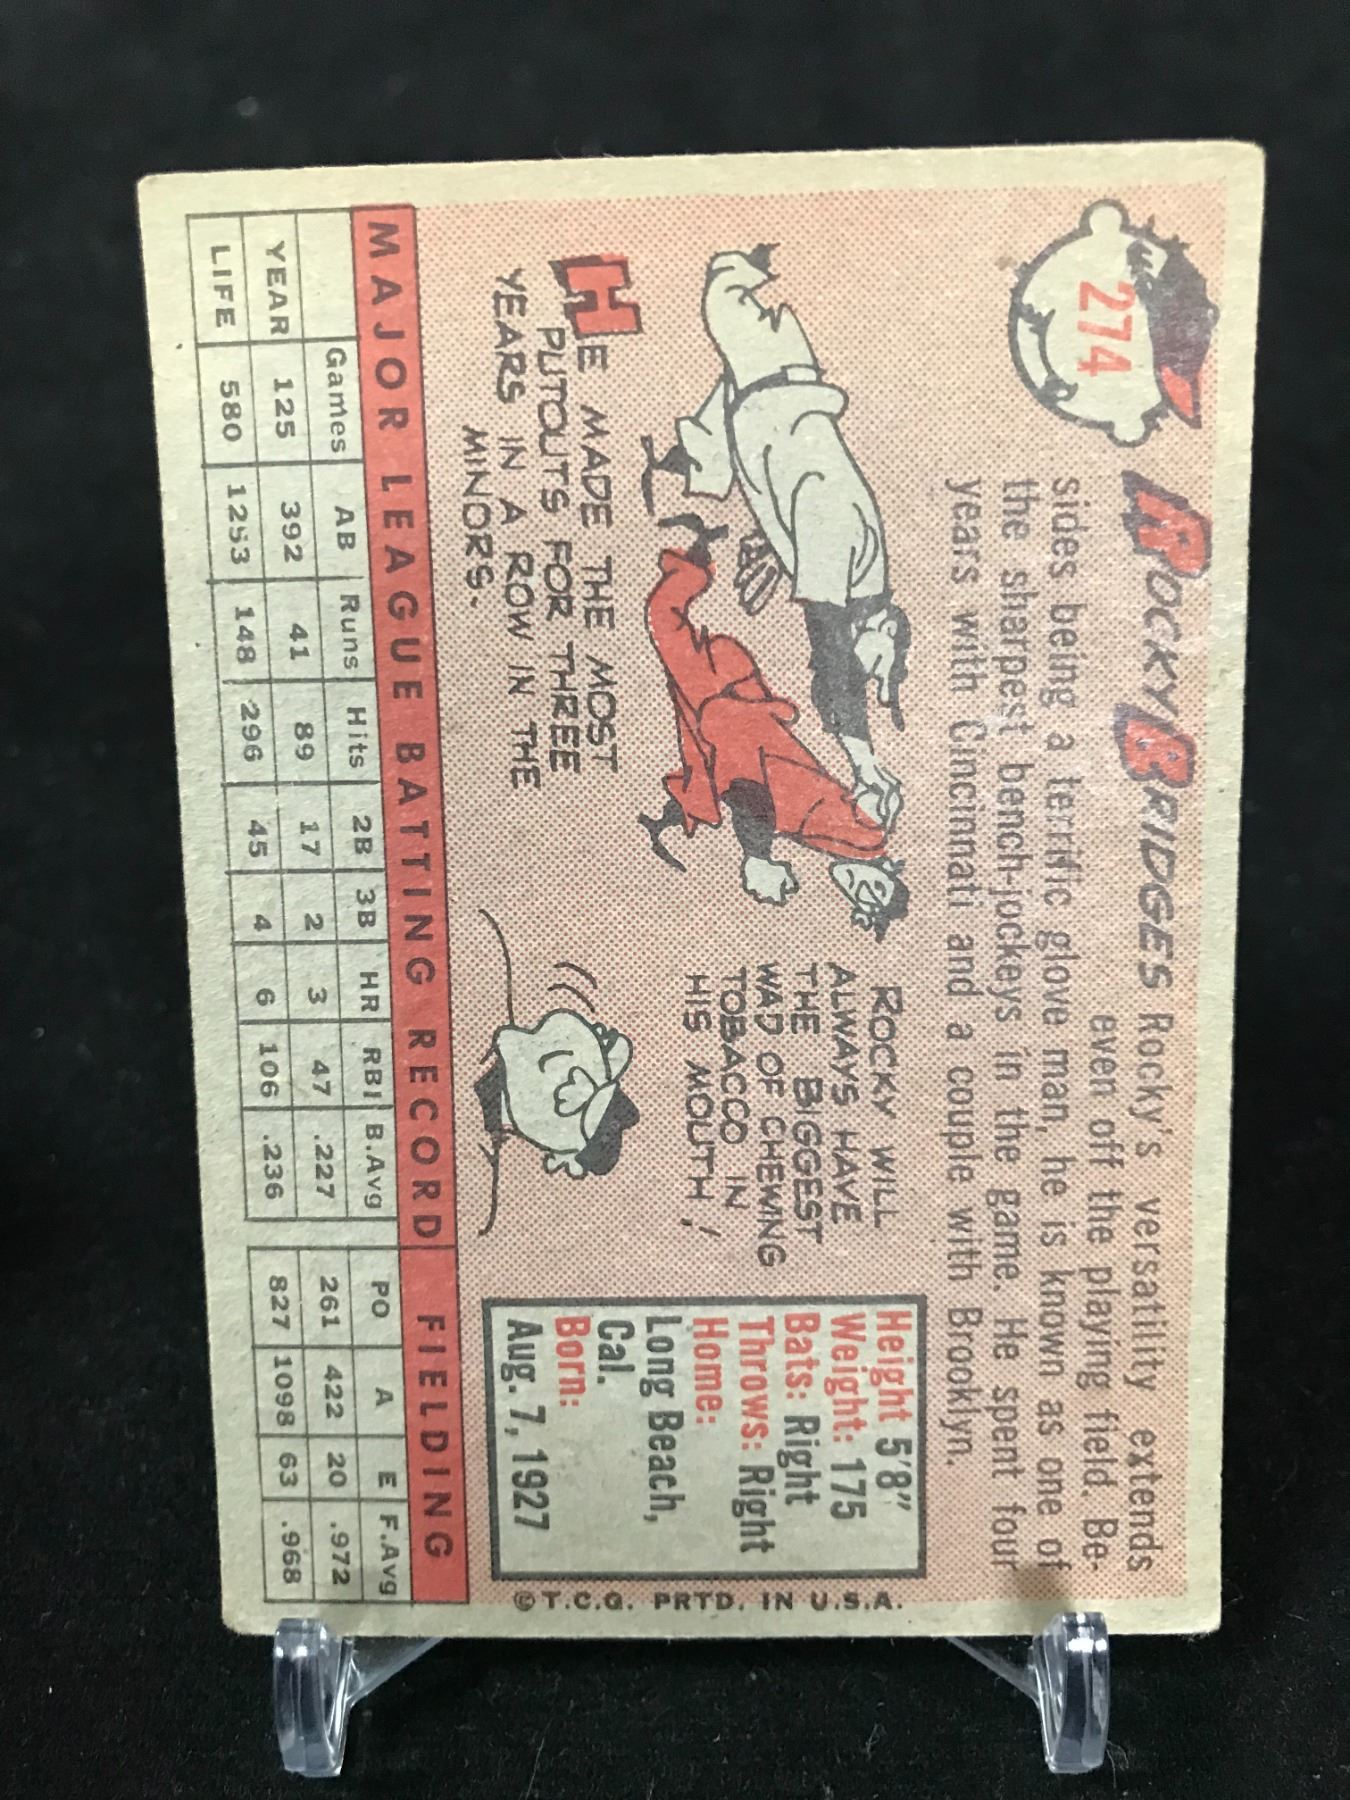 274
ROCKY BRIDGES Rocky's versatility extends
even off the playing field. Be-
sides being a terrific glove man, he is known as one of
the sharpest bench-jockeys in the game. He spent four
years with Cincinnati and a couple with Brooklyn.
HE MADE THE MOST
PUTOUTS FOR THREE
YEARS IN A ROW IN THE
MINORS.
ROCKY WILL
ALWAYS HAVE
THE BIGGEST
WAD OF CHEWING
TOBACCO IN
HIS MOUTH!
Height 5'8"
Weight: 175
Bats: Right
Throws: Right
Home:
Long Beach,
Cal.
Born:
Aug. 7, 1927
©T.C.G. PRTD. IN U.S.A.
MAJOR LEAGUE BATTING RECORD FIELDING
Games AB Runs Hits 2B 3B HR RBI B.Avg PO A E F.Avg
YEAR 125 392 41 89 17 2 3 47 .227 261 422 20 .972
LIFE 580 1253 148 296 45 4 6 106 .236 827 1098 63 .968